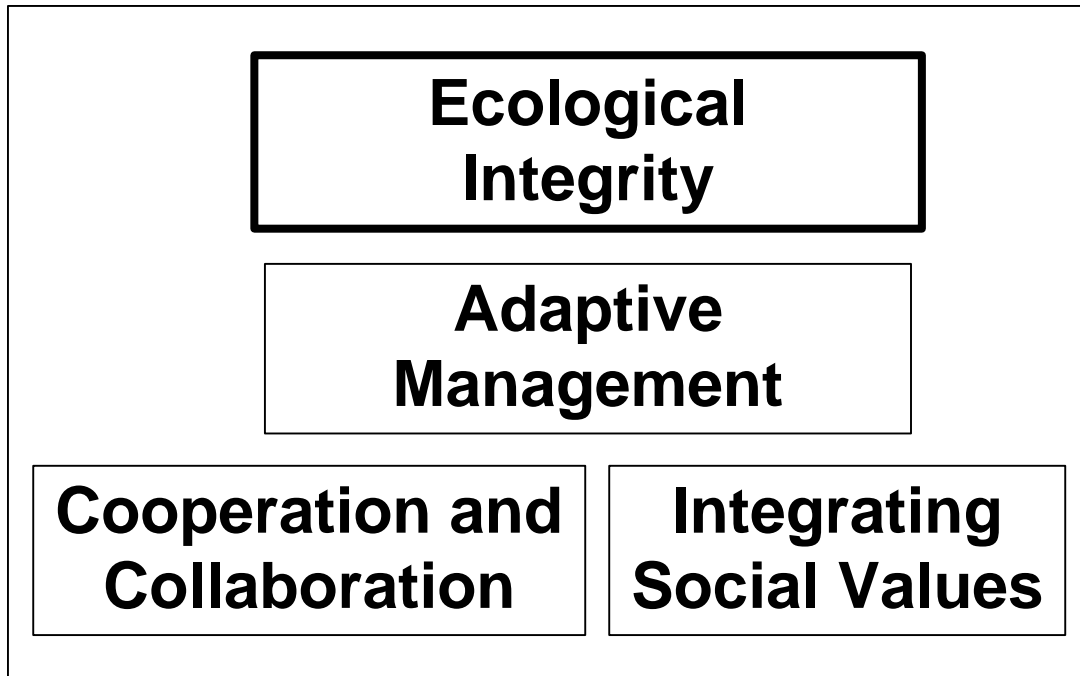 Ecological
Integrity
Adaptive
Management
Cooperation and
Collaboration
Integrating
Social Values